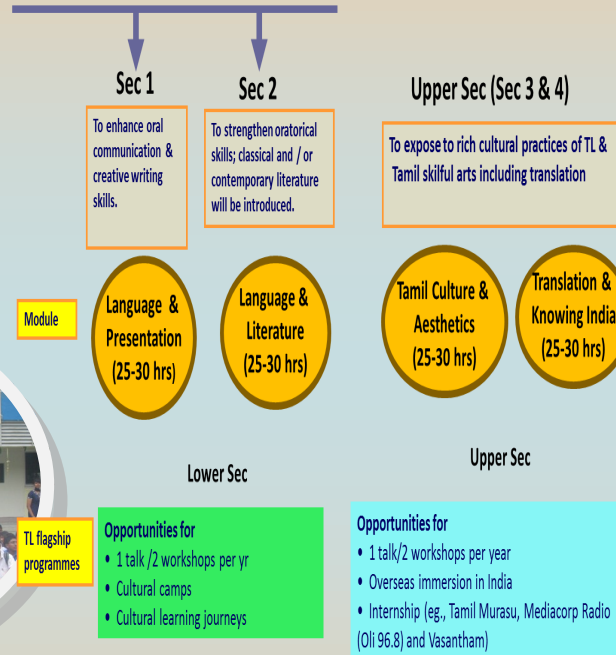 Sec 1
To enhance oral
communication &
creative writing
skills.
Sec 2
To strengthen oratorical
skills; classical and / or
contemporary literature
will be introduced.
Upper Sec (Sec 3 & 4)
To expose to rich cultural practices of TL &
Tamil skilful arts including translation
Module
Language &
Presentation
(25-30 hrs)
Language &
Literature
(25-30 hrs)
Tamil Culture &
Aesthetics
(25-30 hrs)
Translation &
Knowing India
(25-30 hrs)
Lower Sec
Upper Sec
TL flagship
programmes
Opportunities for
• 1 talk /2 workshops per yr
• Cultural camps
• Cultural learning journeys
Opportunities for
• 1 talk/2 workshops per year
• Overseas immersion in India
• Internship (eg., Tamil Murasu, Mediacorp Radio
(Oli 96.8) and Vasantham)